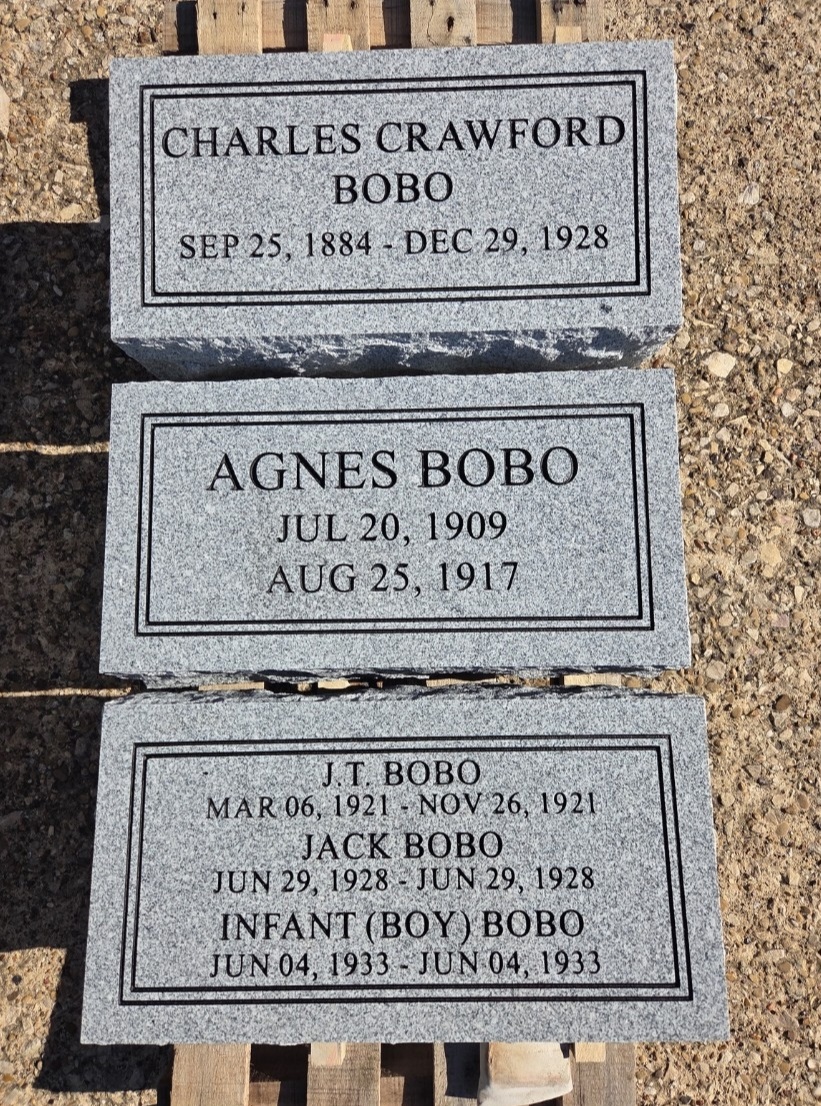 CHARLES CRAWFORD
BOBO
SEP 25, 1884 - DEC 29, 1928
AGNES BOBO
JUL 20, 1909
AUG 25, 1917
J.T. BOBO
MAR 06, 1921 - NOV 26, 1921
JACK BOBO
JUN 29, 1928 - JUN 29, 1928
INFANT (BOY) BOBO
JUN 04, 1933 - JUN 04, 1933